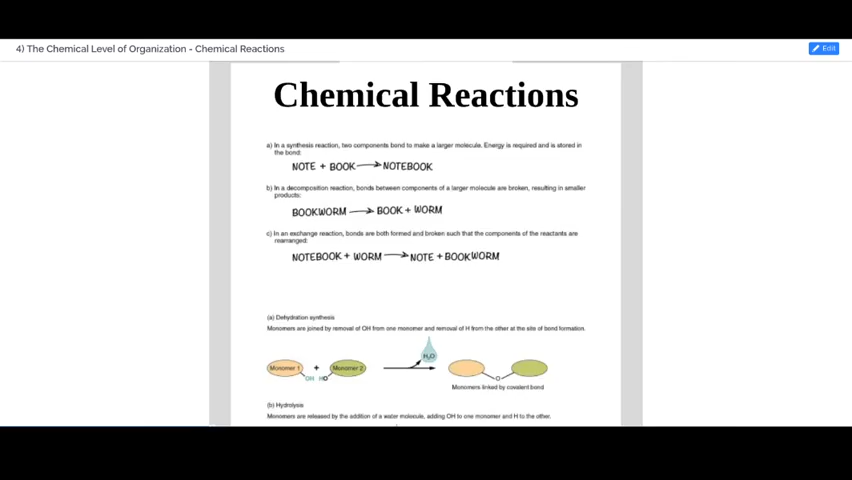 4) The Chemical Level of Organization - Chemical Reactions
Edit
Chemical Reactions
a) In a synthesis reaction, two components bond to make a larger molecule. Energy is required and is stored in
the bond:
NOTE + BOOK → NOTEBOOK
b) In a decomposition reaction, bonds between components of a larger molecule are broken, resulting in smaller
products:
BOOKWORM → BOOK + WORM
c) In an exchange reaction, bonds are both formed and broken such that the components of the reactants are
rearranged:
NOTEBOOK + WORM → NOTE + BOOKWORM
(a) Dehydration synthesis
Monomers are joined by removal of OH from one monomer and removal of H from the other at the site of bond formation.
H₂O
Monomer 1 + Monomer 2
OH HO
O
Monomers linked by covalent bond
(b) Hydrolysis
Monomers are released by the addition of a water molecule, adding OH to one monomer and H to the other.